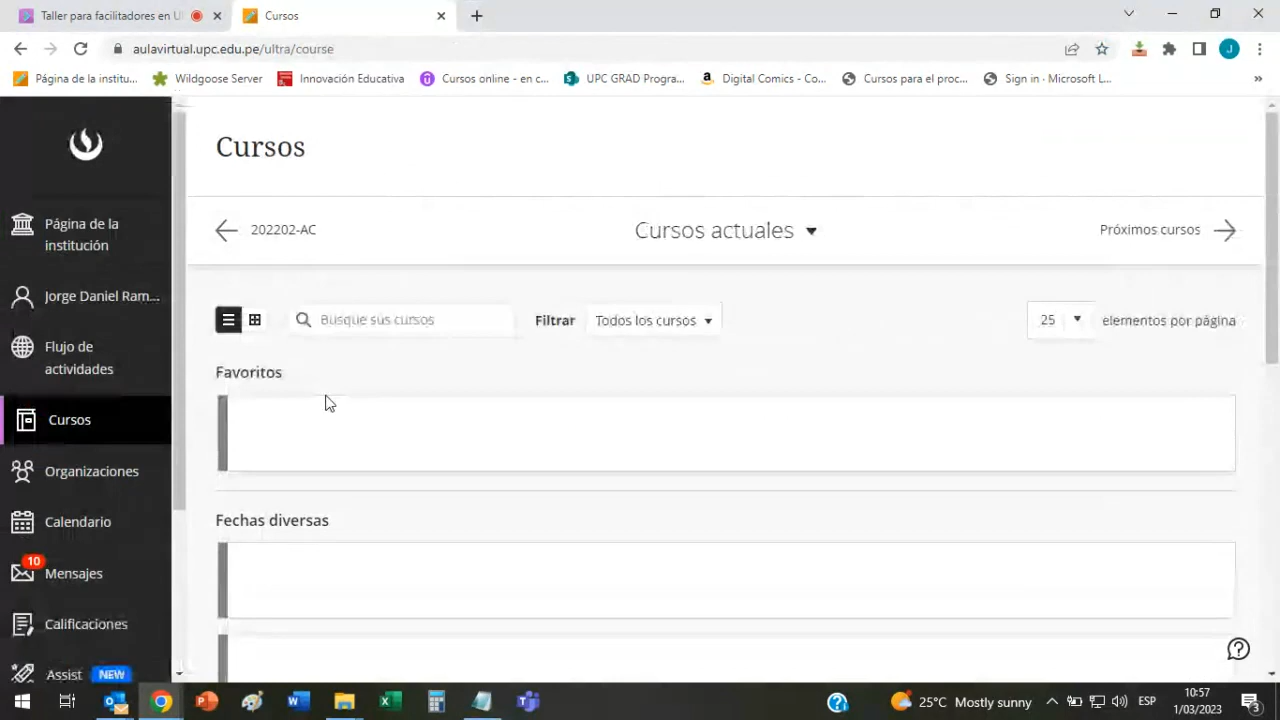 Taller para facilitadores en U
Cursos
aulavirtual.upc.edu.pe/ultra/course
J
Página de la institu...
Wildgoose Server
Innovación Educativa
Cursos online - en c...
UPC GRAD Progra...
Digital Comics - Co...
Cursos para el proc...
Sign in · Microsoft L...
»
Cursos
202202-AC
Cursos actuales
Próximos cursos
Busque sus cursos
Filtrar
Todos los cursos
25
elementos por página
Favoritos
Fechas diversas
Página de la
institución
Jorge Daniel Ram...
Flujo de
actividades
Cursos
Organizaciones
Calendario
10
Mensajes
Calificaciones
Assist NEW
25°C Mostly sunny
ESP
10:57
1/03/2023
3